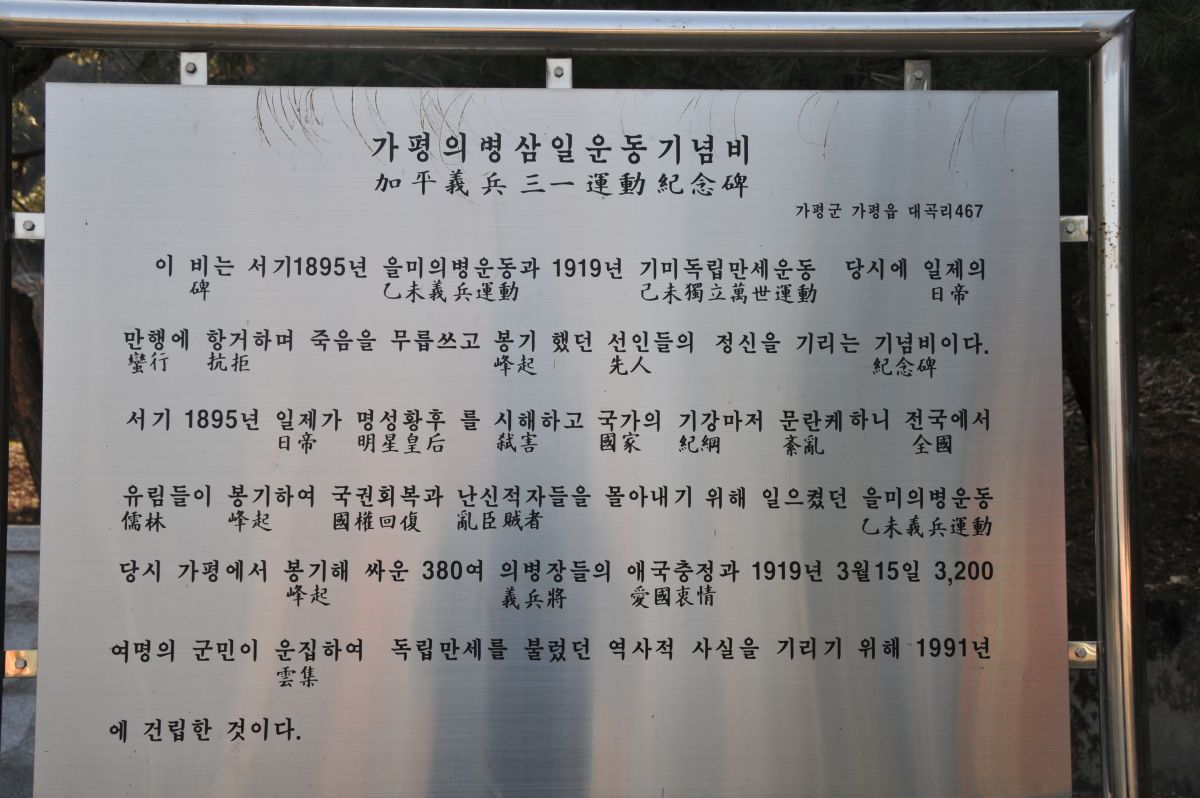 가평의병삼일운동기념비
加平義兵三一運動紀念碑
가평군 가평읍 대곡리467
이 비는 서기1895년 을미의병운동과 1919년 기미독립만세운동 당시에 일제의
碑 乙未義兵運動 己未獨立萬世運動 日帝
만행에 항거하며 죽음을 무릅쓰고 봉기 했던 선인들의 정신을 기리는 기념비이다.
蠻行 抗拒 峰起 先人 紀念碑
서기 1895년 일제가 명성황후 를 시해하고 국가의 기강마저 문란케하니 전국에서
日帝 明星皇后 弑害 國家 紀綱 紊亂 全國
유림들이 봉기하여 국권회복과 난신적자들을 몰아내기 위해 일으켰던 을미의병운동
儒林 峰起 國權回復 亂臣賊者 乙未義兵運動
당시 가평에서 봉기해 싸운 380여 의병장들의 애국충정과 1919년 3월15일 3,200
峰起 義兵將 愛國衷情
여명의 군민이 운집하여 독립만세를 불렀던 역사적 사실을 기리기 위해 1991년
雲集
에 건립한 것이다.